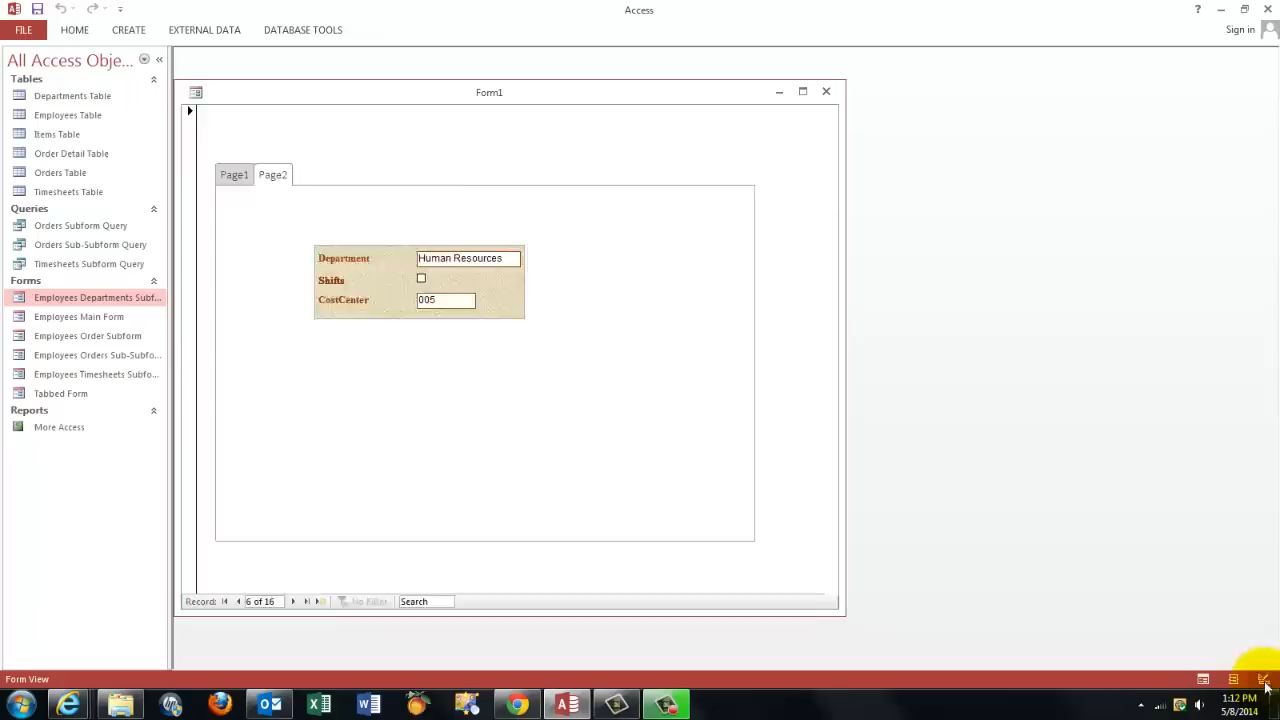 Access
?
FILE
HOME
CREATE
EXTERNAL DATA
DATABASE TOOLS
Sign in
All Access Obje...
Tables
Departments Table
Employees Table
Items Table
Order Detail Table
Orders Table
Timesheets Table
Queries
Orders Subform Query
Orders Sub-Subform Query
Timesheets Subform Query
Forms
Employees Departments Subf...
Employees Main Form
Employees Order Subform
Employees Orders Sub-Subfo...
Employees Timesheets Subfo...
Tabbed Form
Reports
More Access
Form1
Page1 Page2
Department Human Resources
Shifts
CostCenter 005
Record: 6 of 16 No Filter Search
Form View
1:12 PM
5/8/2014